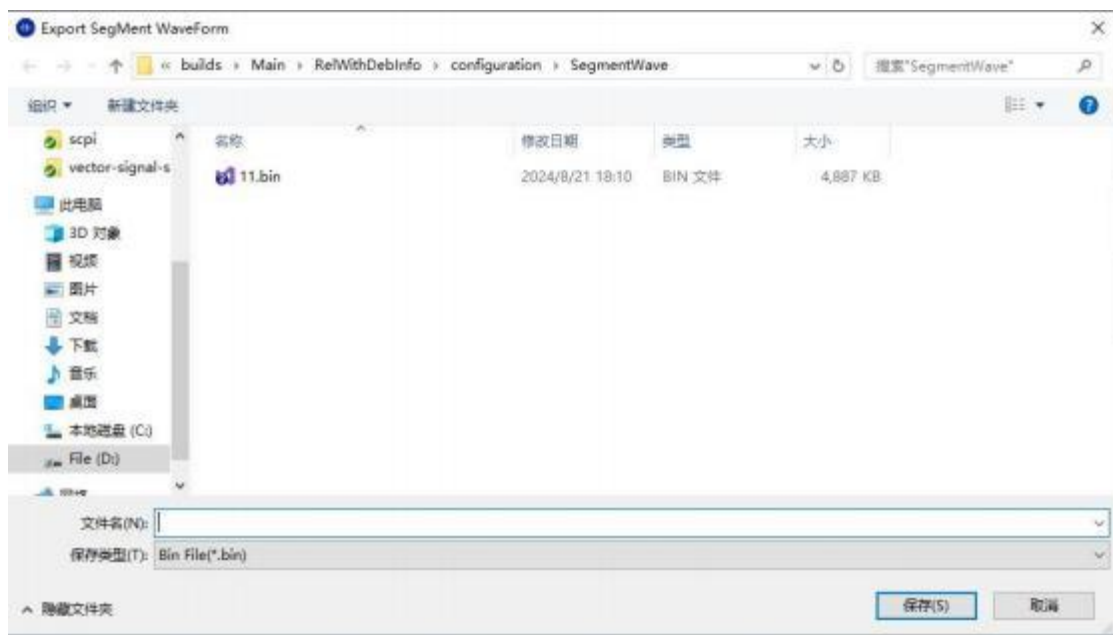 Export SegMent WaveForm
« builds › Main › RelWithDebInfo › configuration › SegmentWave
搜索"SegmentWave"
组织 新建文件夹
scpi
vector-signal-s
此电脑
3D 对象
视频
图片
文档
下载
音乐
桌面
本地磁盘 (C:)
File (D:)
网络
名称 修改日期 类型 大小
11.bin 2024/8/21 18:10 BIN 文件 4,887 KB
文件名(N):
保存类型(T): Bin File(*.bin)
隐藏文件夹
保存(S) 取消